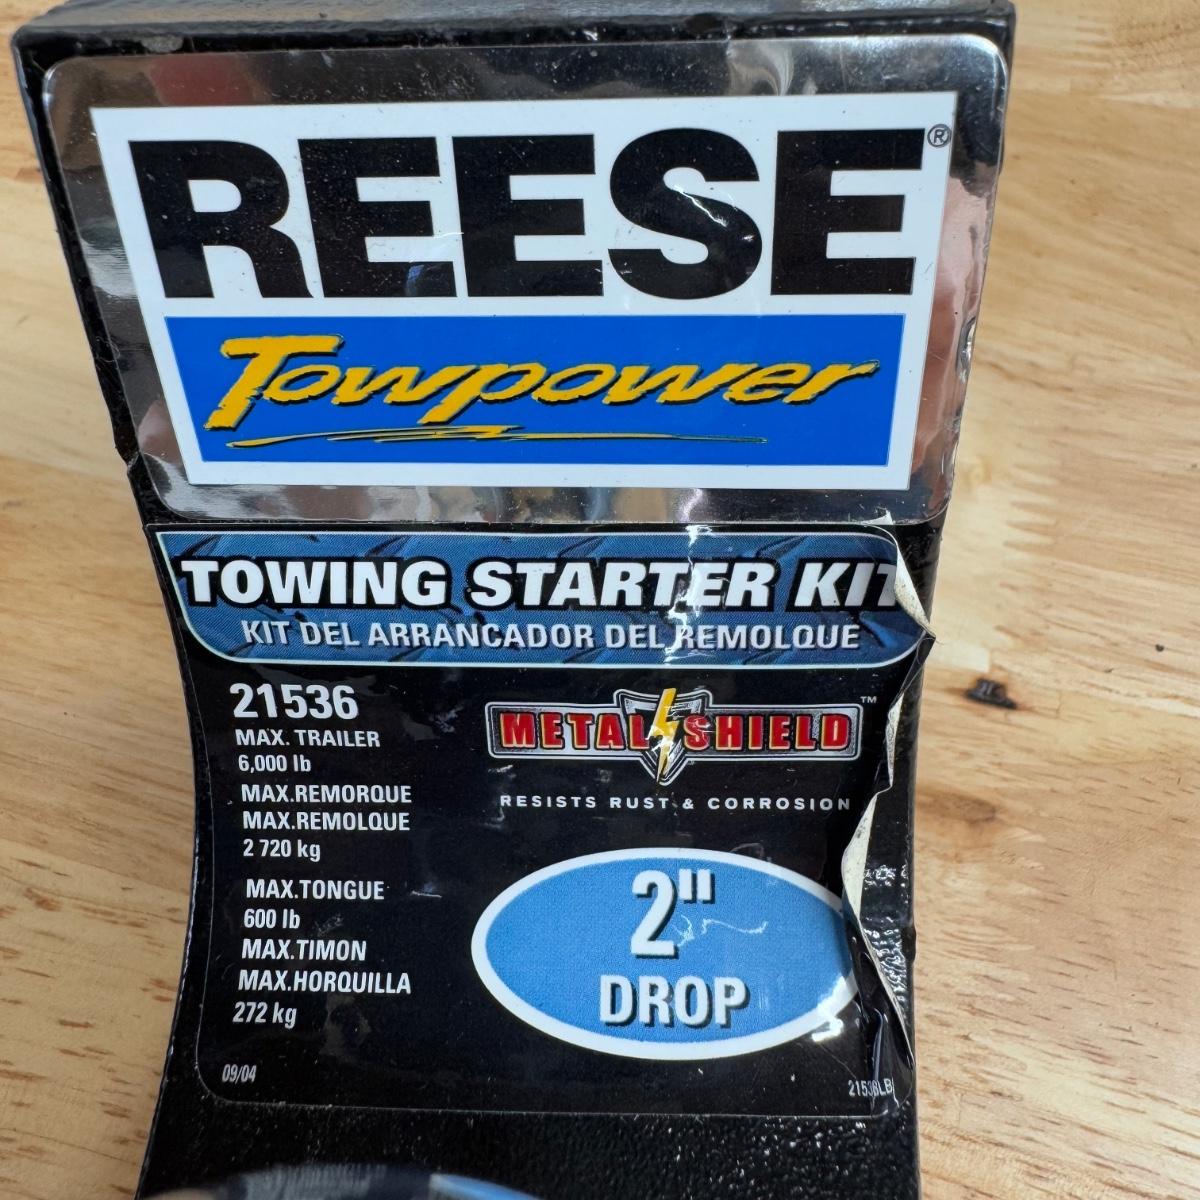 REESE®
Towpower
TOWING STARTER KIT
KIT DEL ARRANCADOR DEL REMOLQUE
21536
MAX. TRAILER
6,000 lb
MAX.REMORQUE
MAX.REMOLQUE
2 720 kg
MAX.TONGUE
600 lb
MAX.TIMON
MAX.HORQUILLA
272 kg
09/04
METAL SHIELD™
RESISTS RUST & CORROSION
2"
DROP